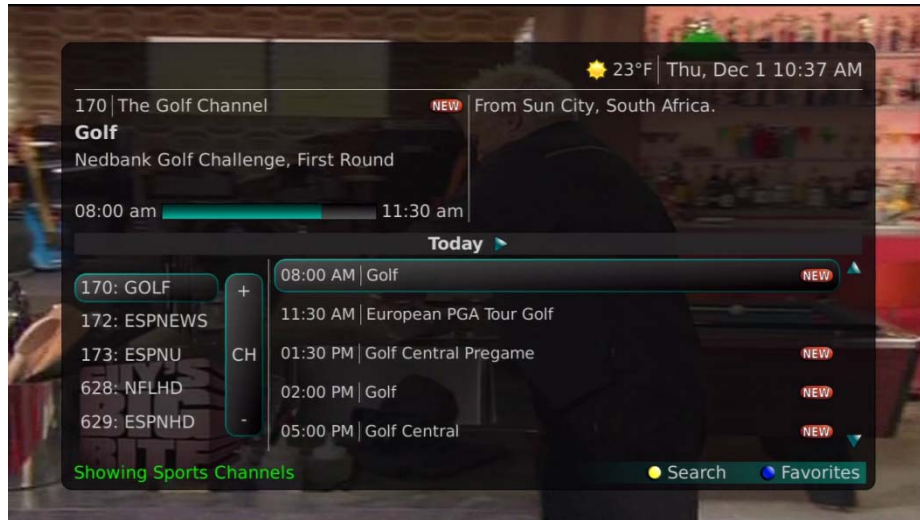 23°F | Thu, Dec 1 10:37 AM
170 | The Golf Channel NEW
From Sun City, South Africa.
Golf
Nedbank Golf Challenge, First Round
08:00 am 11:30 am
Today
170: GOLF
172: ESPNEWS
173: ESPNU
628: NFLHD
629: ESPNHD
+
CH
-
08:00 AM | Golf NEW
11:30 AM | European PGA Tour Golf
01:30 PM | Golf Central Pregame NEW
02:00 PM | Golf NEW
05:00 PM | Golf Central NEW
GUY'S
BIG
BITE
Showing Sports Channels
Search Favorites